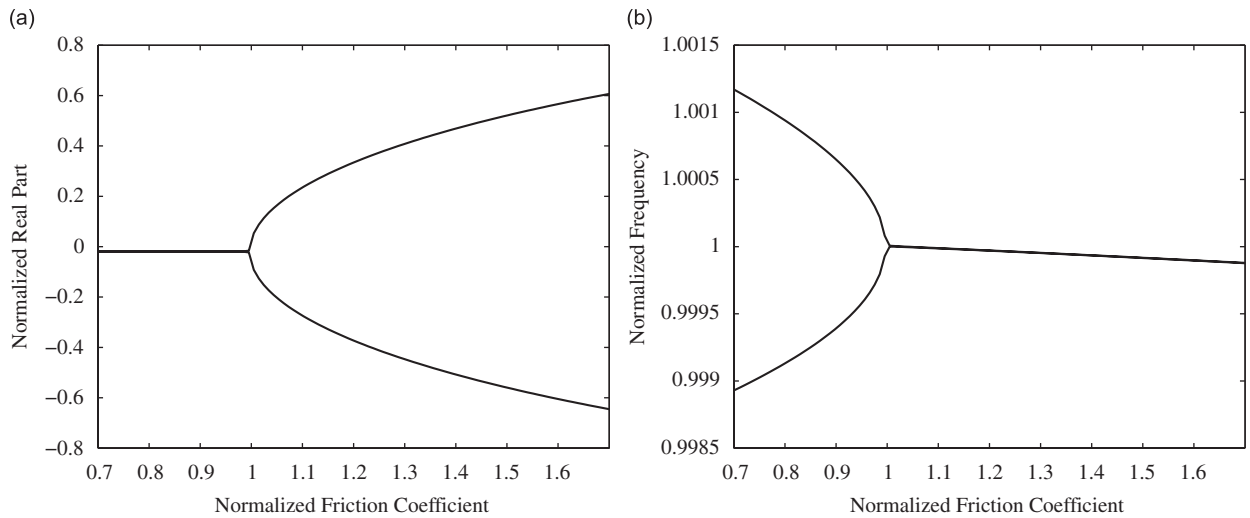 (a)
0.8
0.6
0.4
0.2
0
−0.2
−0.4
−0.6
−0.8
Normalized Real Part
0.7 0.8 0.9 1 1.1 1.2 1.3 1.4 1.5 1.6
Normalized Friction Coefficient
(b)
1.0015
1.001
1.0005
1
0.9995
0.999
0.9985
Normalized Frequency
0.7 0.8 0.9 1 1.1 1.2 1.3 1.4 1.5 1.6
Normalized Friction Coefficient